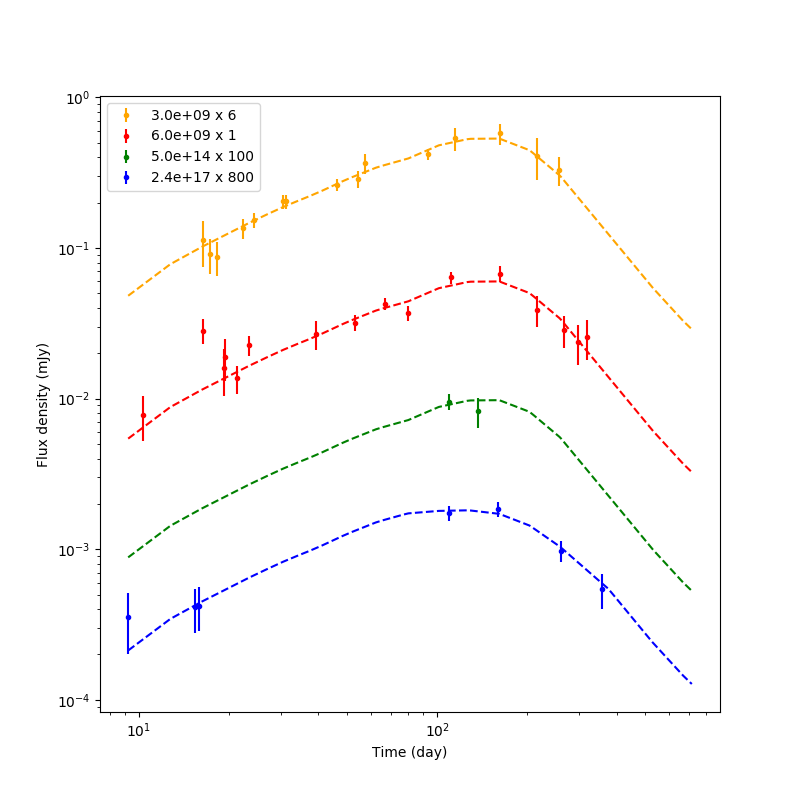 10⁰
3.0e+09 x 6
6.0e+09 x 1
5.0e+14 x 100
2.4e+17 x 800
10⁻¹
10⁻²
10⁻³
10⁻⁴
Flux density (mJy)
10¹ 10²
Time (day)